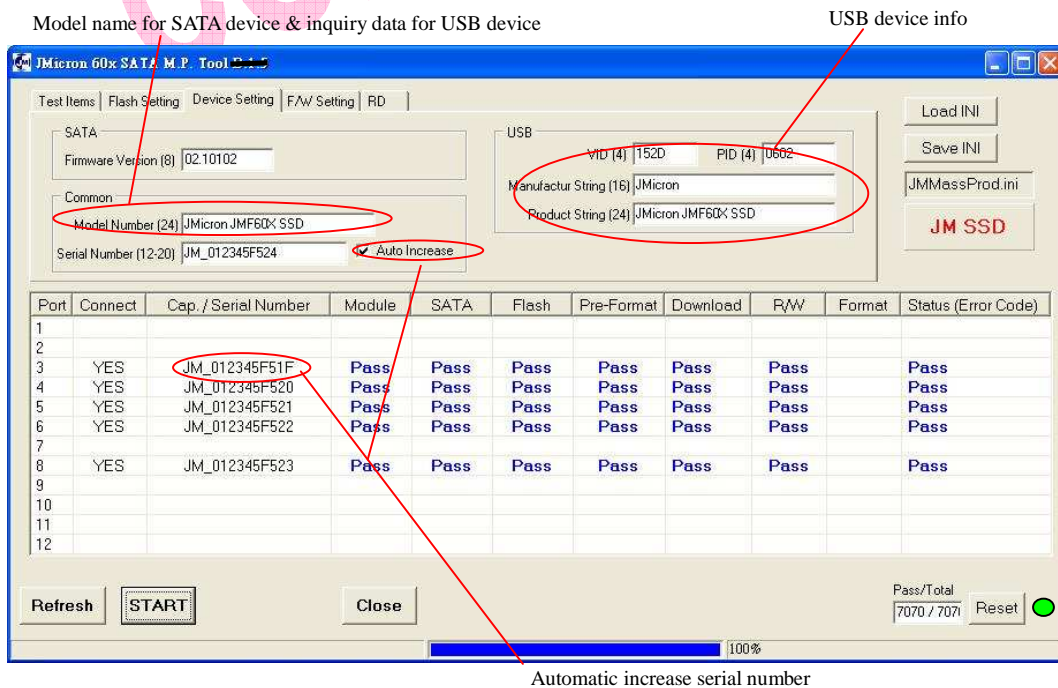 Model name for SATA device & inquiry data for USB device
USB device info
JMicron 60x SATA M.P. Tool
Test Items Flash Setting Device Setting F/W Setting RD
Load INI
Save INI
JMMassProd.ini
JM SSD
SATA
Firmware Version (8) 02.10102
Common
Model Number (24) JMicron JMF60X SSD
Serial Number (12-20) JM_012345F524 Auto Increase
USB
VID (4) 152D PID (4) 0602
Manufactur String (16) JMicron
Product String (24) JMicron JMF60X SSD
Port Connect Cap. / Serial Number Module SATA Flash Pre-Format Download R/W Format Status (Error Code)
1
2
3 YES JM_012345F51F Pass Pass Pass Pass Pass Pass Pass
4 YES JM_012345F520 Pass Pass Pass Pass Pass Pass Pass
5 YES JM_012345F521 Pass Pass Pass Pass Pass Pass Pass
6 YES JM_012345F522 Pass Pass Pass Pass Pass Pass Pass
7
8 YES JM_012345F523 Pass Pass Pass Pass Pass Pass Pass
9
10
11
12
Refresh START Close
Pass/Total
7070 / 707 Reset
100%
Automatic increase serial number